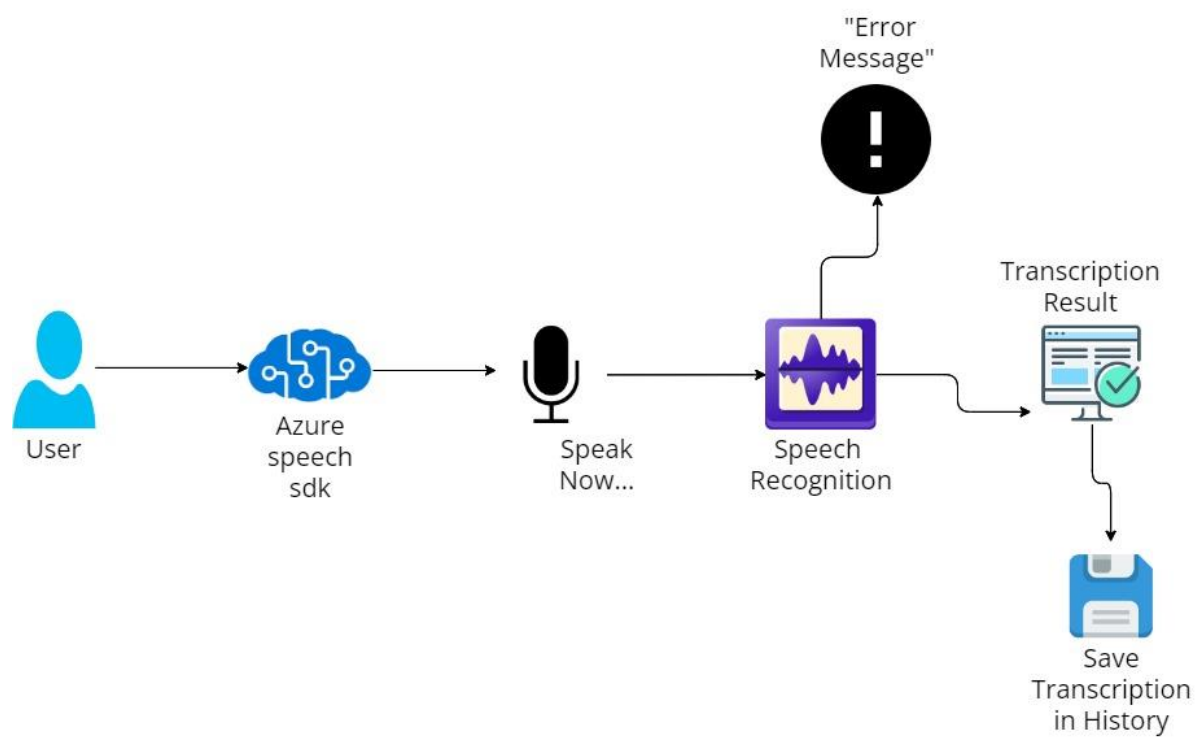 "Error
Message"
Transcription
Result
User
Azure
speech
sdk
Speak
Now...
Speech
Recognition
Save
Transcription
in History